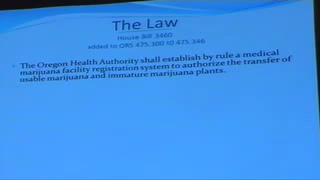 The Law
House Bill 3460
added to ORS 475.300 to 475.346
The Oregon Health Authority shall establish by rule a medical
marijuana facility registration system to authorize the transfer of
usable marijuana and immature marijuana plants.